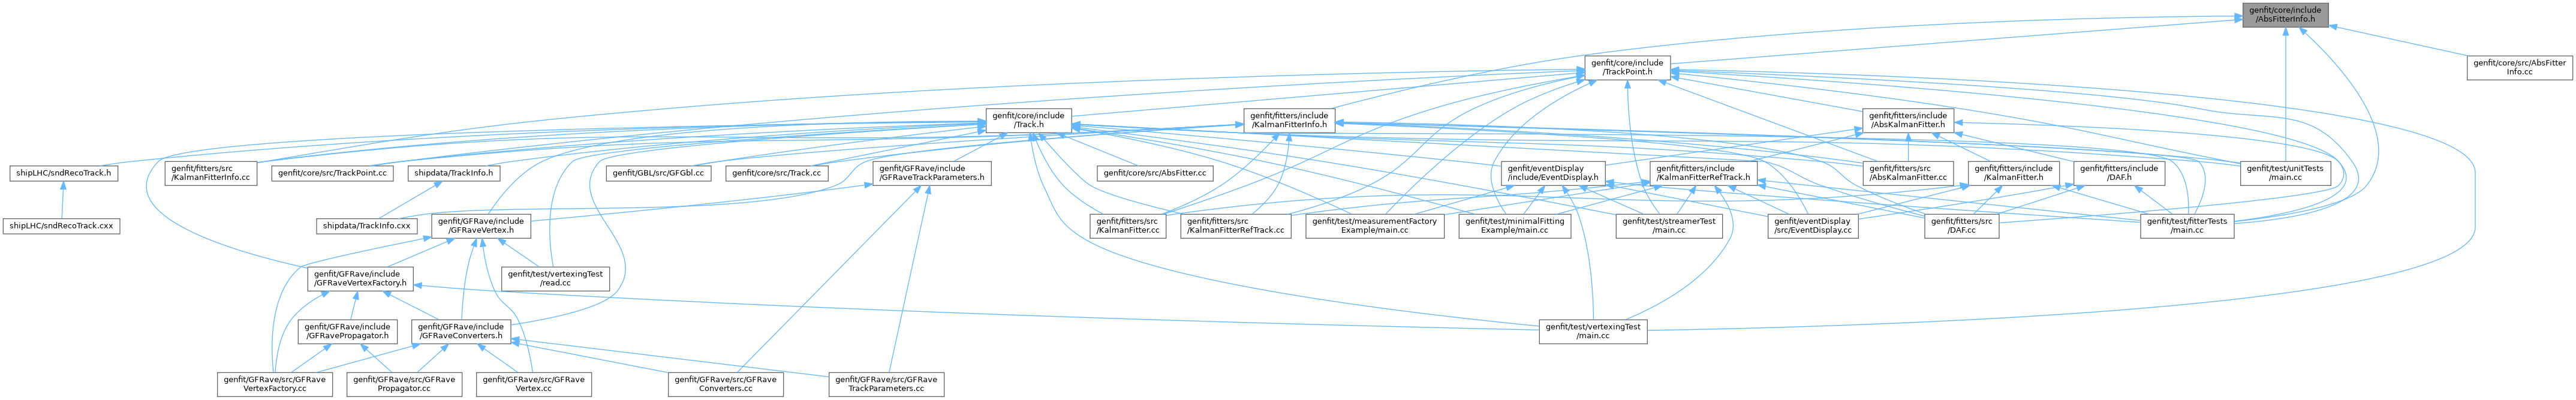 genfit/core/include
/AbsFitterInfo.h
genfit/core/include
/TrackPoint.h
genfit/core/src/AbsFitter
Info.cc
genfit/core/include
/Track.h
genfit/fitters/include
/KalmanFitterInfo.h
genfit/fitters/include
/AbsKalmanFitter.h
shipLHC/sndRecoTrack.h
genfit/fitters/src
/KalmanFitterInfo.cc
genfit/core/src/TrackPoint.cc
shipdata/TrackInfo.h
genfit/GBL/src/GFGbl.cc
genfit/core/src/Track.cc
genfit/GFRave/include
/GFRaveTrackParameters.h
genfit/core/src/AbsFitter.cc
genfit/eventDisplay
/include/EventDisplay.h
genfit/fitters/include
/KalmanFitterRefTrack.h
genfit/fitters/src
/AbsKalmanFitter.cc
genfit/fitters/include
/KalmanFitter.h
genfit/fitters/include
/DAF.h
genfit/test/unitTests
/main.cc
shipLHC/sndRecoTrack.cxx
shipdata/TrackInfo.cxx
genfit/GFRave/include
/GFRaveVertex.h
genfit/fitters/src
/KalmanFitter.cc
genfit/fitters/src
/KalmanFitterRefTrack.cc
genfit/test/measurementFactory
Example/main.cc
genfit/test/minimalFitting
Example/main.cc
genfit/test/streamerTest
/main.cc
genfit/eventDisplay
/src/EventDisplay.cc
genfit/fitters/src
/DAF.cc
genfit/test/fitterTests
/main.cc
genfit/GFRave/include
/GFRaveVertexFactory.h
genfit/test/vertexingTest
/read.cc
genfit/GFRave/include
/GFRavePropagator.h
genfit/GFRave/include
/GFRaveConverters.h
genfit/test/vertexingTest
/main.cc
genfit/GFRave/src/GFRave
VertexFactory.cc
genfit/GFRave/src/GFRave
Propagator.cc
genfit/GFRave/src/GFRave
Vertex.cc
genfit/GFRave/src/GFRave
Converters.cc
genfit/GFRave/src/GFRave
TrackParameters.cc